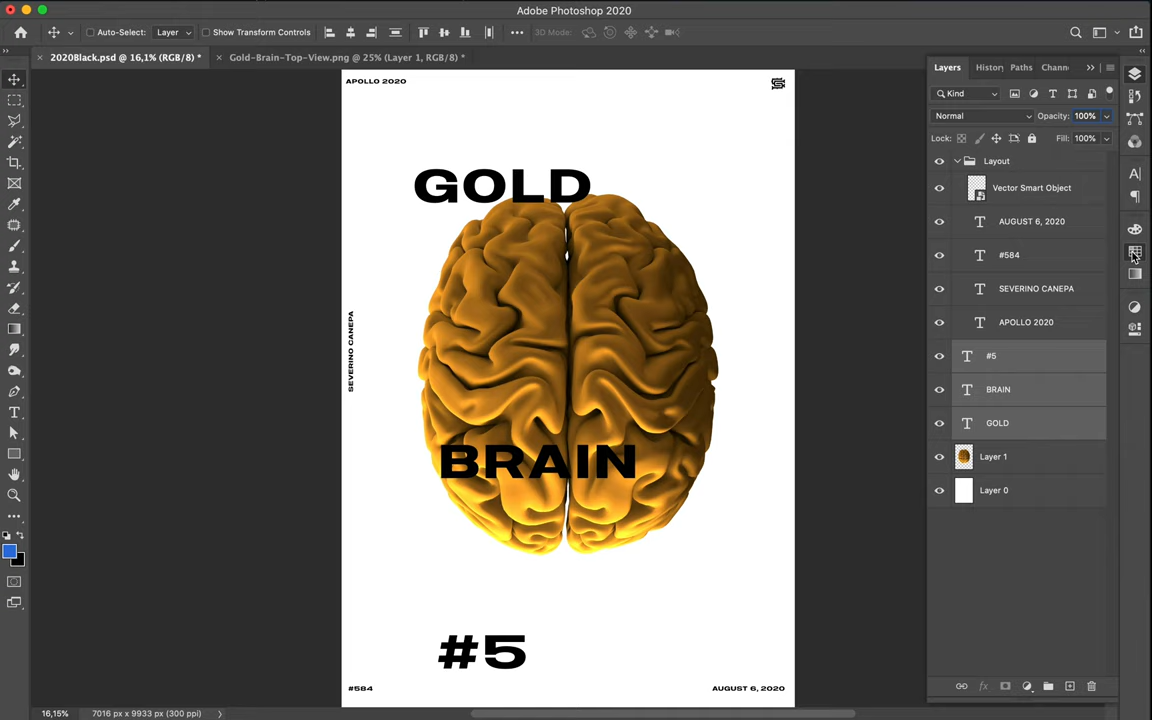 Adobe Photoshop 2020
Auto-Select:
Layer
Show Transform Controls
3D Mode:
2020Black.psd @ 16,1% (RGB/8) *
Gold-Brain-Top-View.png @ 25% (Layer 1, RGB/8) *
Layers
Paths
Kind
Normal
Opacity:
100%
Lock:
Fill:
100%
Layout
Vector Smart Object
AUGUST 6, 2020
#584
SEVERINO CANEPA
APOLLO 2020
#5
BRAIN
GOLD
Layer 1
Layer 0
APOLLO 2020
GOLD
SEVERINO CANEPA
BRAIN
#5
#584
AUGUST 6, 2020
16,15%
7016 px x 9933 px (300 ppi)